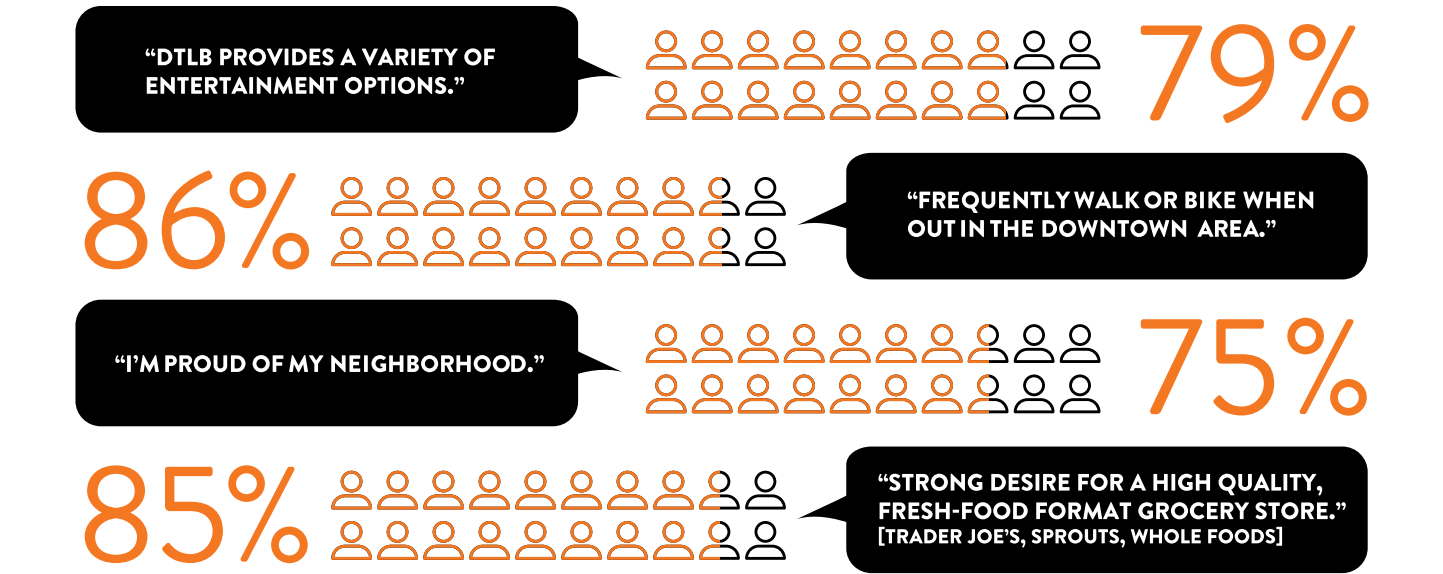 “DTLB PROVIDES A VARIETY OF
ENTERTAINMENT OPTIONS.”
79%
86%
“FREQUENTLY WALK OR BIKE WHEN
OUT IN THE DOWNTOWN AREA.”
“I’M PROUD OF MY NEIGHBORHOOD.”
75%
85%
“STRONG DESIRE FOR A HIGH QUALITY,
FRESH-FOOD FORMAT GROCERY STORE.”
[TRADER JOE’S, SPROUTS, WHOLE FOODS]